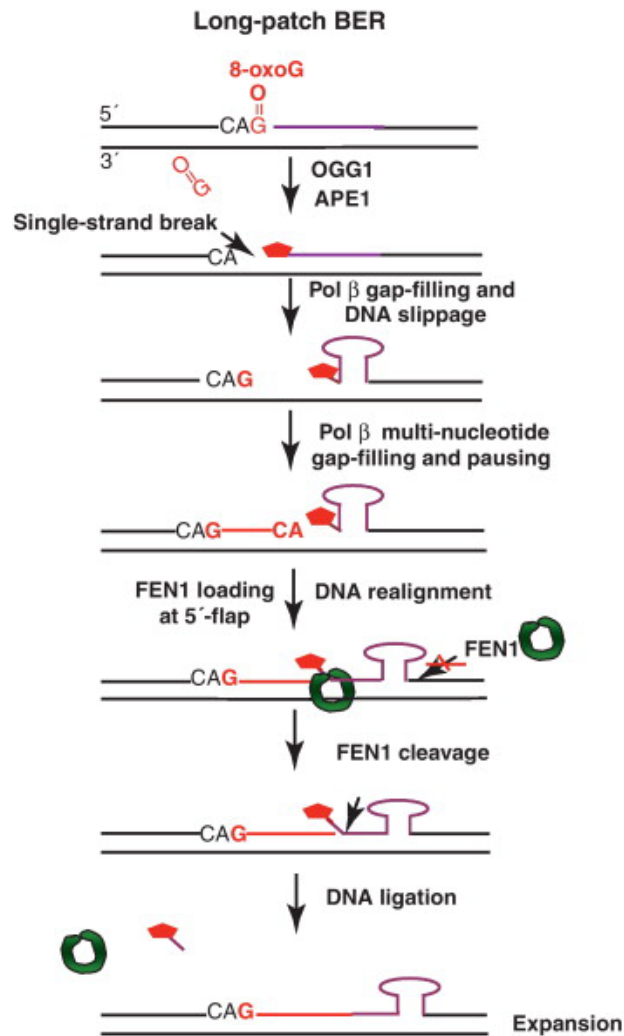 Long-patch BER
8-oxoG
O
CAG
5´
3´
O=G
OGG1
APE1
Single-strand break
CA
Pol β gap-filling and
DNA slippage
CAG
Pol β multi-nucleotide
gap-filling and pausing
CAG CA
FEN1 loading
at 5´-flap
DNA realignment
FEN1
CAG
FEN1 cleavage
CAG
DNA ligation
CAG
Expansion